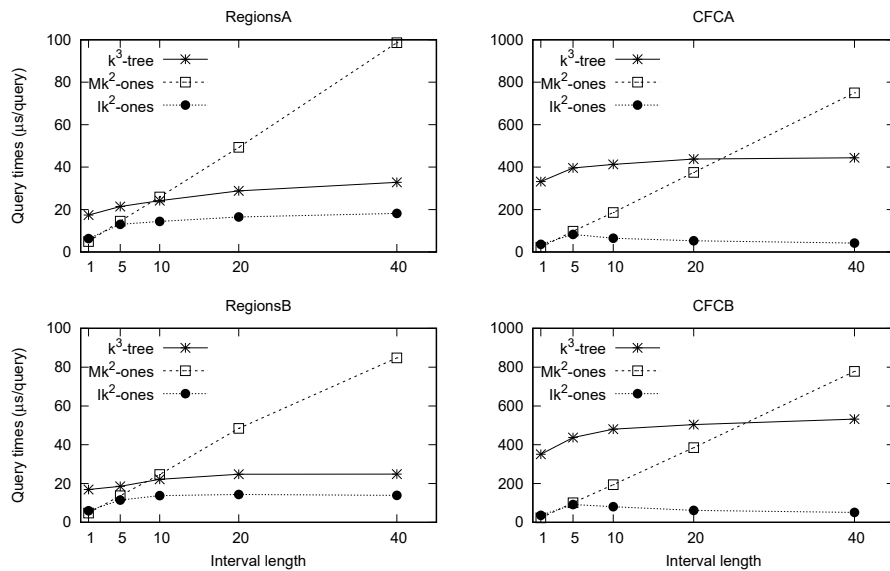 RegionsA
100
80
60
40
20
0
Query times (μs/query)
k³-tree
Mk²-ones
Ik²-ones
1 5 10 20 40
CFCA
1000
800
600
400
200
0
k³-tree
Mk²-ones
Ik²-ones
1 5 10 20 40
RegionsB
100
80
60
40
20
0
Query times (μs/query)
k³-tree
Mk²-ones
Ik²-ones
1 5 10 20 40
Interval length
CFCB
1000
800
600
400
200
0
k³-tree
Mk²-ones
Ik²-ones
1 5 10 20 40
Interval length